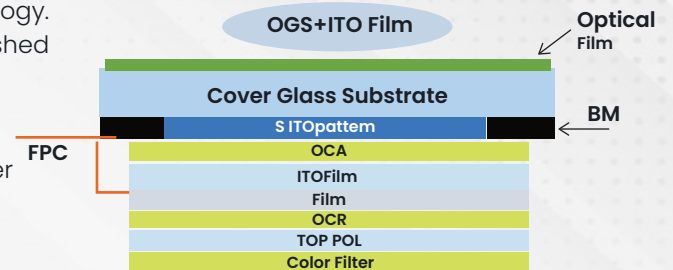 ogy.
shed
er
OGS+ITO Film
Optical
Film
Cover Glass Substrate
S ITOpattem
BM
FPC
OCA
ITOFilm
Film
OCR
TOP POL
Color Filter